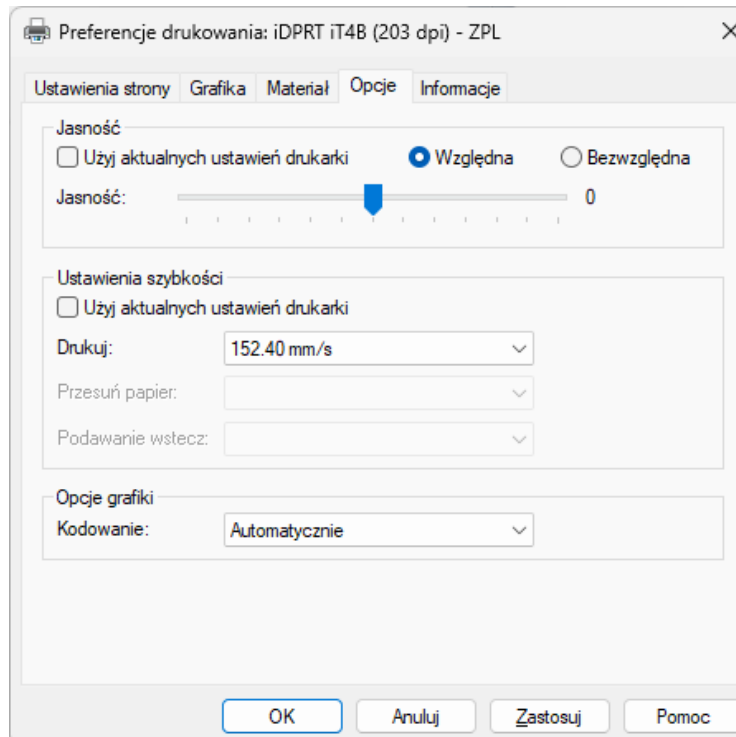 Preferencje drukowania: iDPRT iT4B (203 dpi) - ZPL
Ustawienia strony Grafika Materiał Opcje Informacje
Jasność
Użyj aktualnych ustawień drukarki Względna Bezwzględna
Jasność: 0
Ustawienia szybkości
Użyj aktualnych ustawień drukarki
Drukuj: 152.40 mm/s
Przesuń papier:
Podawanie wstecz:
Opcje grafiki
Kodowanie: Automatycznie
OK Anuluj Zastosuj Pomoc